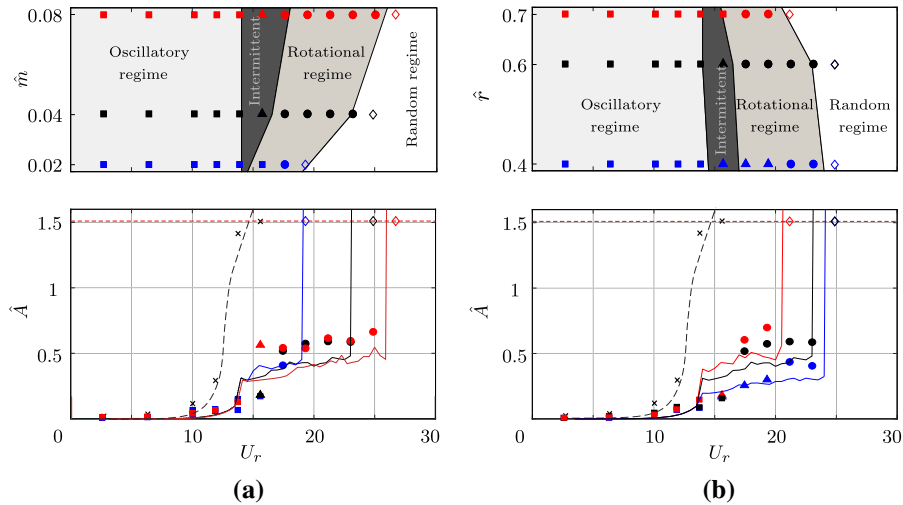 0.08
0.04
0.02
m̂
Oscillatory
regime
Intermittent
Rotational
regime
Random regime
1.5
1
0.5
Â
0
10
20
30
U_r
(a)
0.7
0.6
0.4
r̂
Oscillatory
regime
Intermittent
Rotational
regime
Random
regime
1.5
1
0.5
Â
0
10
20
30
U_r
(b)